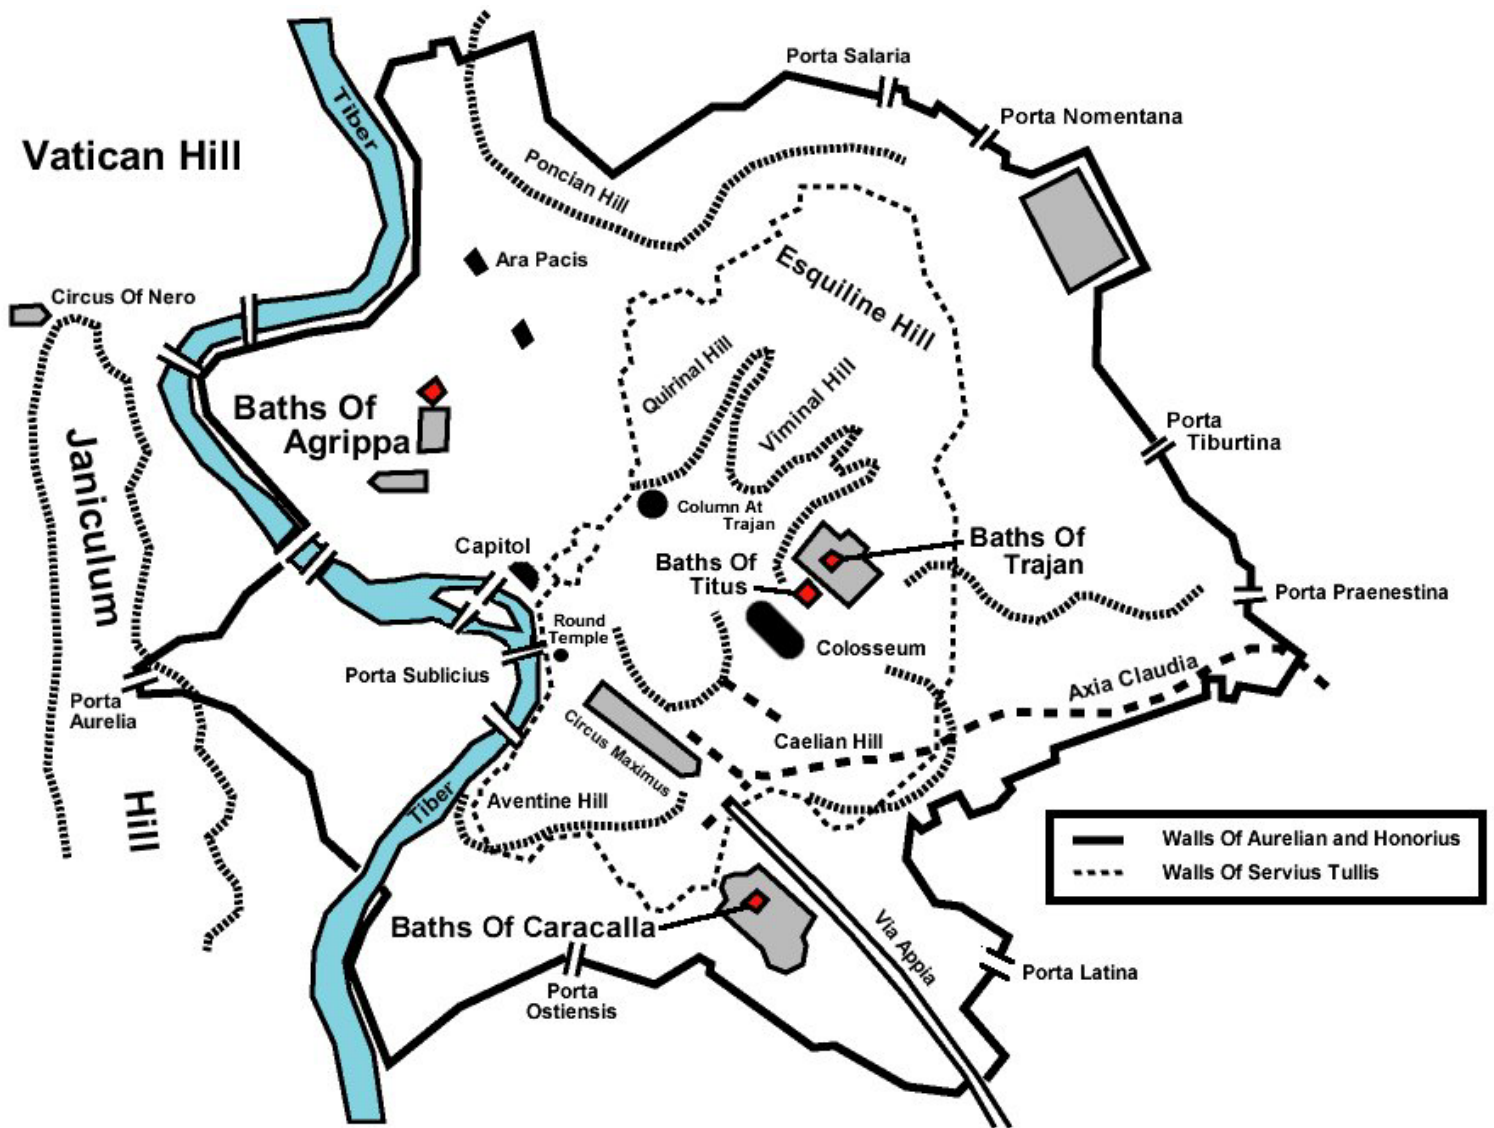 Porta Salaria
Porta Nomentana
Tiber
Vatican Hill
Poncian Hill
Ara Pacis
Esquiline Hill
Circus Of Nero
Quirinal Hill
Viminal Hill
Baths Of
Agrippa
Porta
Tiburtina
Janiculum
Hill
Column At
Trajan
Capitol
Baths Of
Titus
Baths Of
Trajan
Porta Praenestina
Round
Temple
Colosseum
Porta Sublicius
Axia Claudia
Porta
Aurelia
Circus Maximus
Caelian Hill
Tiber
Aventine Hill
Walls Of Aurelian and Honorius
Walls Of Servius Tullis
Baths Of Caracalla
Via Appia
Porta Latina
Porta
Ostiensis